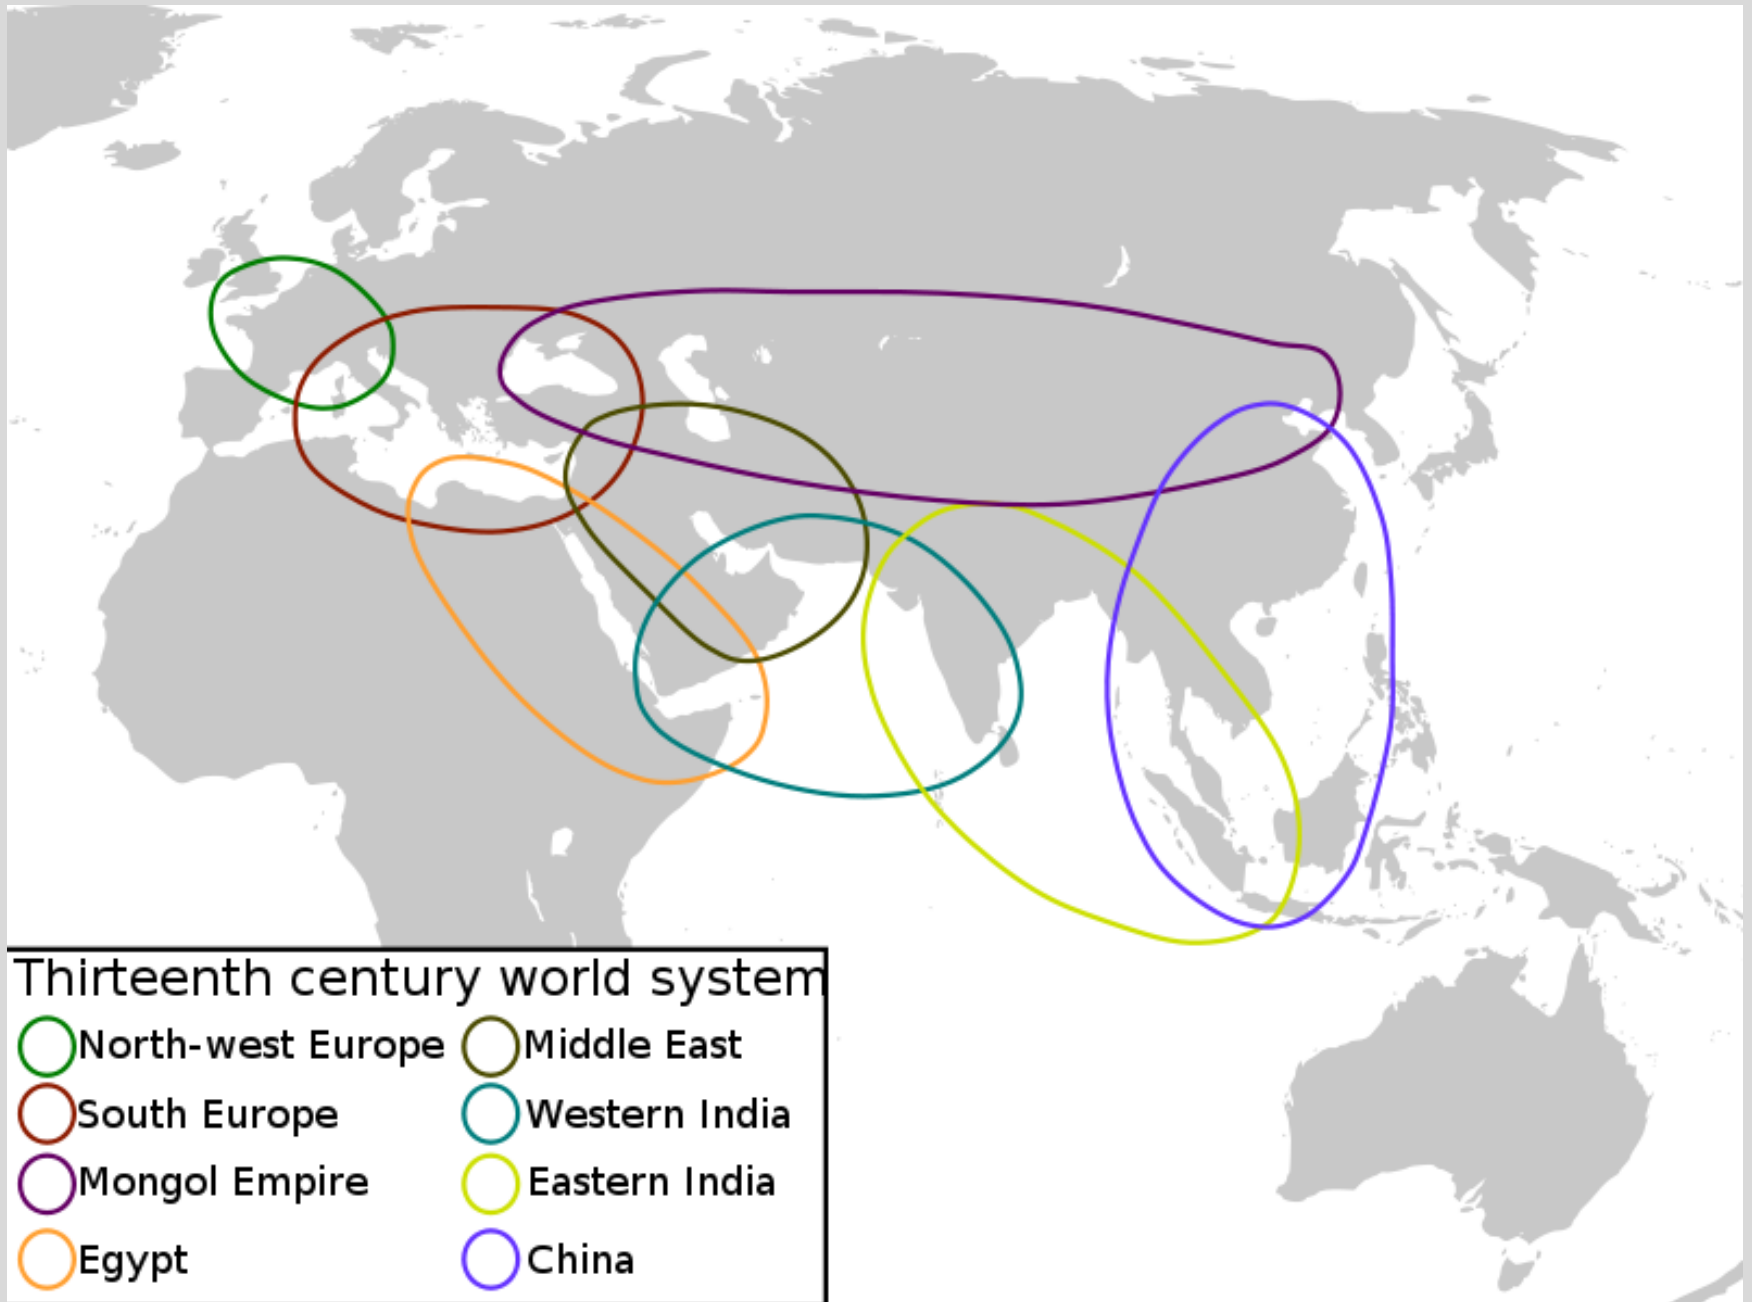 Thirteenth century world system
North-west Europe
Middle East
South Europe
Western India
Mongol Empire
Eastern India
Egypt
China